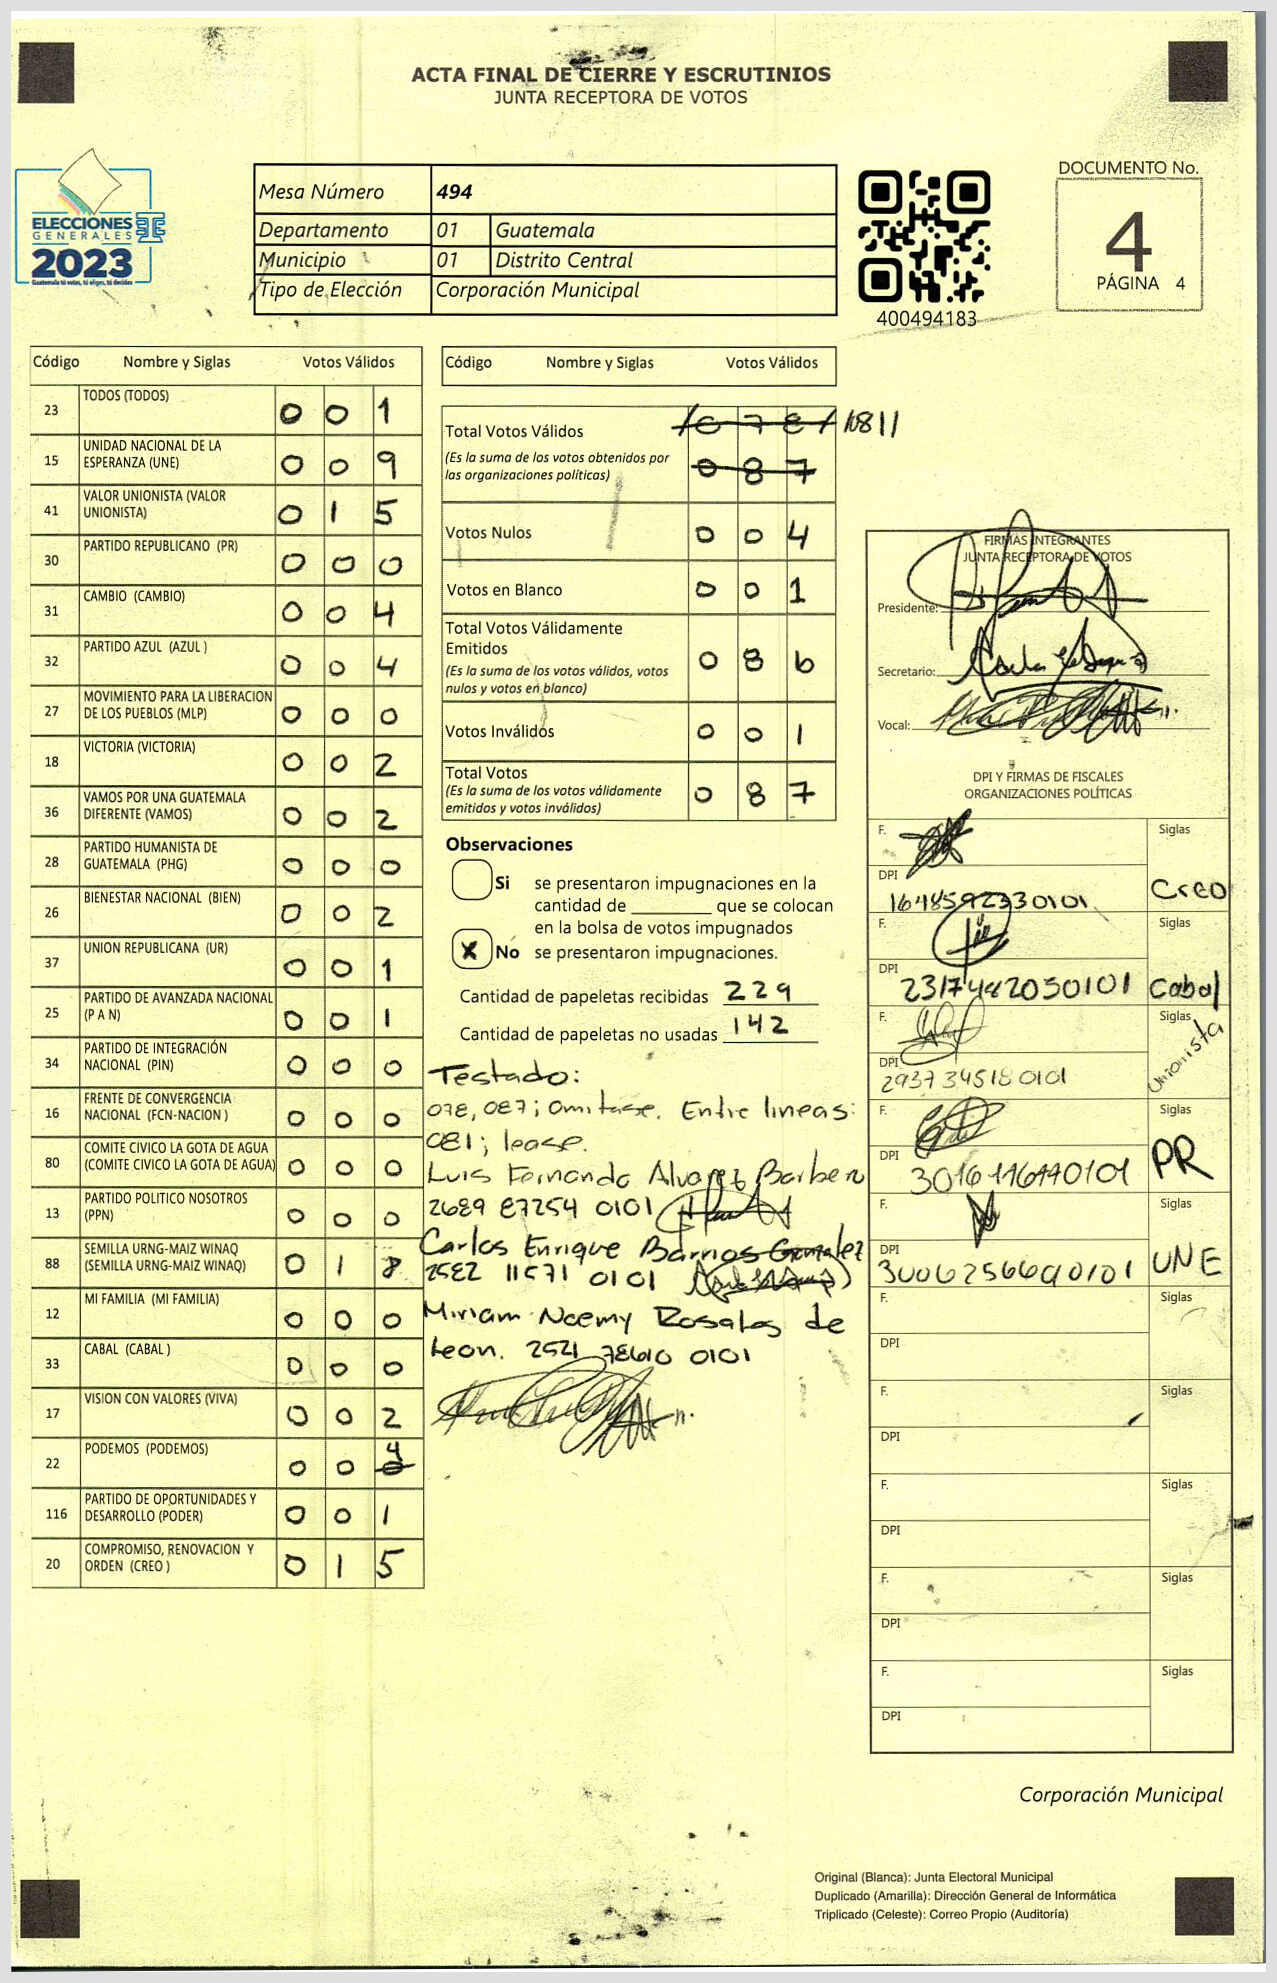 ACTA FINAL DE CIERRE Y ESCRUTINIOS
JUNTA RECEPTORA DE VOTOS
ELECCIONES
GENERALES
2023
Guatemala tú votas, tú eliges, tú decides
Mesa Número 494
Departamento 01 Guatemala
Municipio 01 Distrito Central
Tipo de Elección Corporación Municipal
400494183
DOCUMENTO No.
4
PÁGINA 4
Código Nombre y Siglas Votos Válidos
23 TODOS (TODOS) 0 0 1
15 UNIDAD NACIONAL DE LA ESPERANZA (UNE) 0 0 9
41 VALOR UNIONISTA (VALOR UNIONISTA) 0 1 5
30 PARTIDO REPUBLICANO (PR) 0 0 0
31 CAMBIO (CAMBIO) 0 0 4
32 PARTIDO AZUL (AZUL ) 0 0 4
27 MOVIMIENTO PARA LA LIBERACION DE LOS PUEBLOS (MLP) 0 0 0
18 VICTORIA (VICTORIA) 0 0 2
36 VAMOS POR UNA GUATEMALA DIFERENTE (VAMOS) 0 0 2
28 PARTIDO HUMANISTA DE GUATEMALA (PHG) 0 0 0
26 BIENESTAR NACIONAL (BIEN) 0 0 2
37 UNION REPUBLICANA (UR) 0 0 1
25 PARTIDO DE AVANZADA NACIONAL (P A N) 0 0 1
34 PARTIDO DE INTEGRACIÓN NACIONAL (PIN) 0 0 0
16 FRENTE DE CONVERGENCIA NACIONAL (FCN-NACION ) 0 0 0
80 COMITE CIVICO LA GOTA DE AGUA (COMITE CIVICO LA GOTA DE AGUA) 0 0 0
13 PARTIDO POLITICO NOSOTROS (PPN) 0 0 0
88 SEMILLA URNG-MAIZ WINAQ (SEMILLA URNG-MAIZ WINAQ) 0 1 8
12 MI FAMILIA (MI FAMILIA) 0 0 0
33 CABAL (CABAL ) 0 0 0
17 VISION CON VALORES (VIVA) 0 0 2
22 PODEMOS (PODEMOS) 0 0 4
116 PARTIDO DE OPORTUNIDADES Y DESARROLLO (PODER) 0 0 1
20 COMPROMISO, RENOVACION Y ORDEN (CREO ) 0 1 5
Código Nombre y Siglas Votos Válidos
Total Votos Válidos /0 7 8/ /081/
(Es la suma de los votos obtenidos por
las organizaciones políticas) 0 8 7
Votos Nulos 0 0 4
Votos en Blanco 0 0 1
Total Votos Válidamente
Emitidos 0 8 6
(Es la suma de los votos válidos, votos
nulos y votos en blanco)
Votos Inválidos 0 0 1
Total Votos
(Es la suma de los votos válidamente
emitidos y votos inválidos) 0 8 7
Observaciones
Si se presentaron impugnaciones en la
cantidad de ________ que se colocan
en la bolsa de votos impugnados
X No se presentaron impugnaciones.
Cantidad de papeletas recibidas 229
Cantidad de papeletas no usadas 142
Testado:
078, 087; Omitase. Entre lineas:
081; lease.
Luis Fernando Alvarez Barbero
2689 87254 0101
Carlos Enrique Barrios Gonzalez
2582 11571 0101
Miriam Noemy Rosales de
Leon. 2521 78610 0101
FIRMAS INTEGRANTES
JUNTA RECEPTORA DE VOTOS
Presidente:
Secretario:
Vocal:
DPI Y FIRMAS DE FISCALES
ORGANIZACIONES POLÍTICAS
F. Siglas
DPI 1648592330101 Creo
F. Siglas
DPI 2317482050101 Cabal
F. Siglas
DPI 2937345180101 Unionista
F. Siglas
DPI PR
F. Siglas
DPI UNE
F. Siglas
DPI
F. Siglas
DPI
F. Siglas
DPI
F. Siglas
DPI
F. Siglas
DPI
Corporación Municipal
Original (Blanca): Junta Electoral Municipal
Duplicado (Amarilla): Dirección General de Informática
Triplicado (Celeste): Correo Propio (Auditoría)